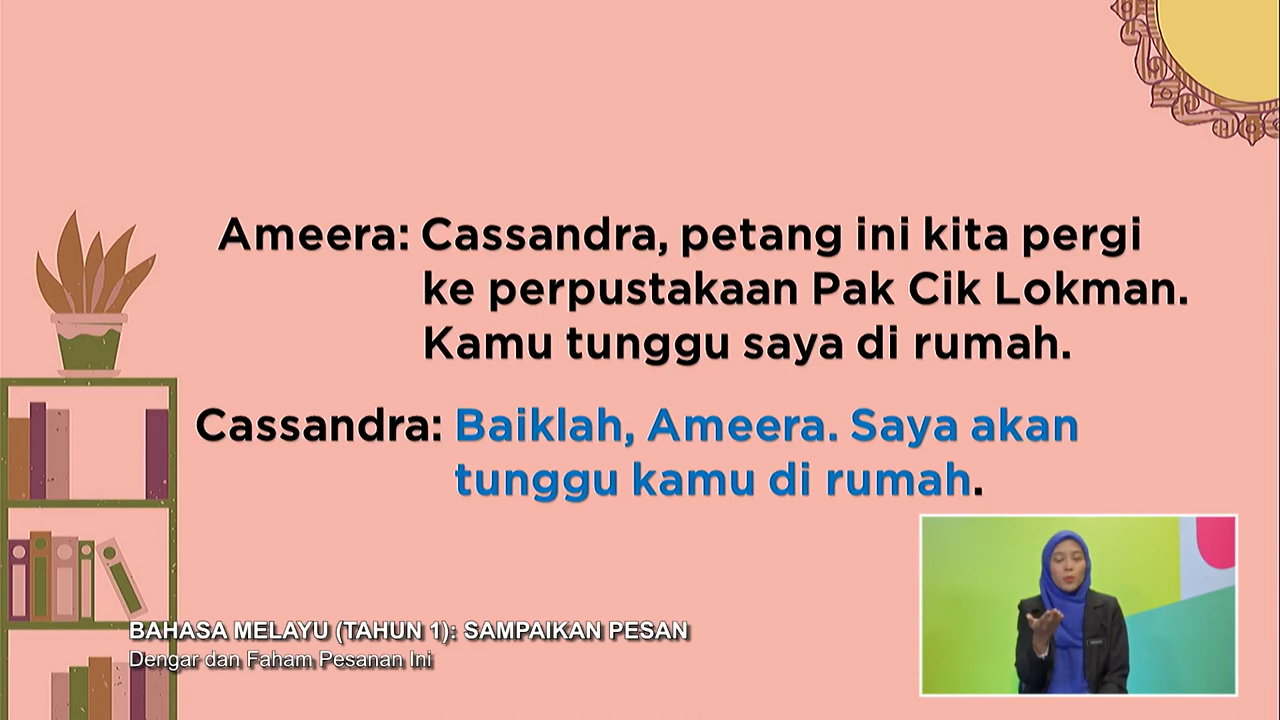 Ameera: Cassandra, petang ini kita pergi
ke perpustakaan Pak Cik Lokman.
Kamu tunggu saya di rumah.
Cassandra: Baiklah, Ameera. Saya akan
tunggu kamu di rumah.
BAHASA MELAYU (TAHUN 1): SAMPAIKAN PESAN
Dengar dan Faham Pesanan Ini